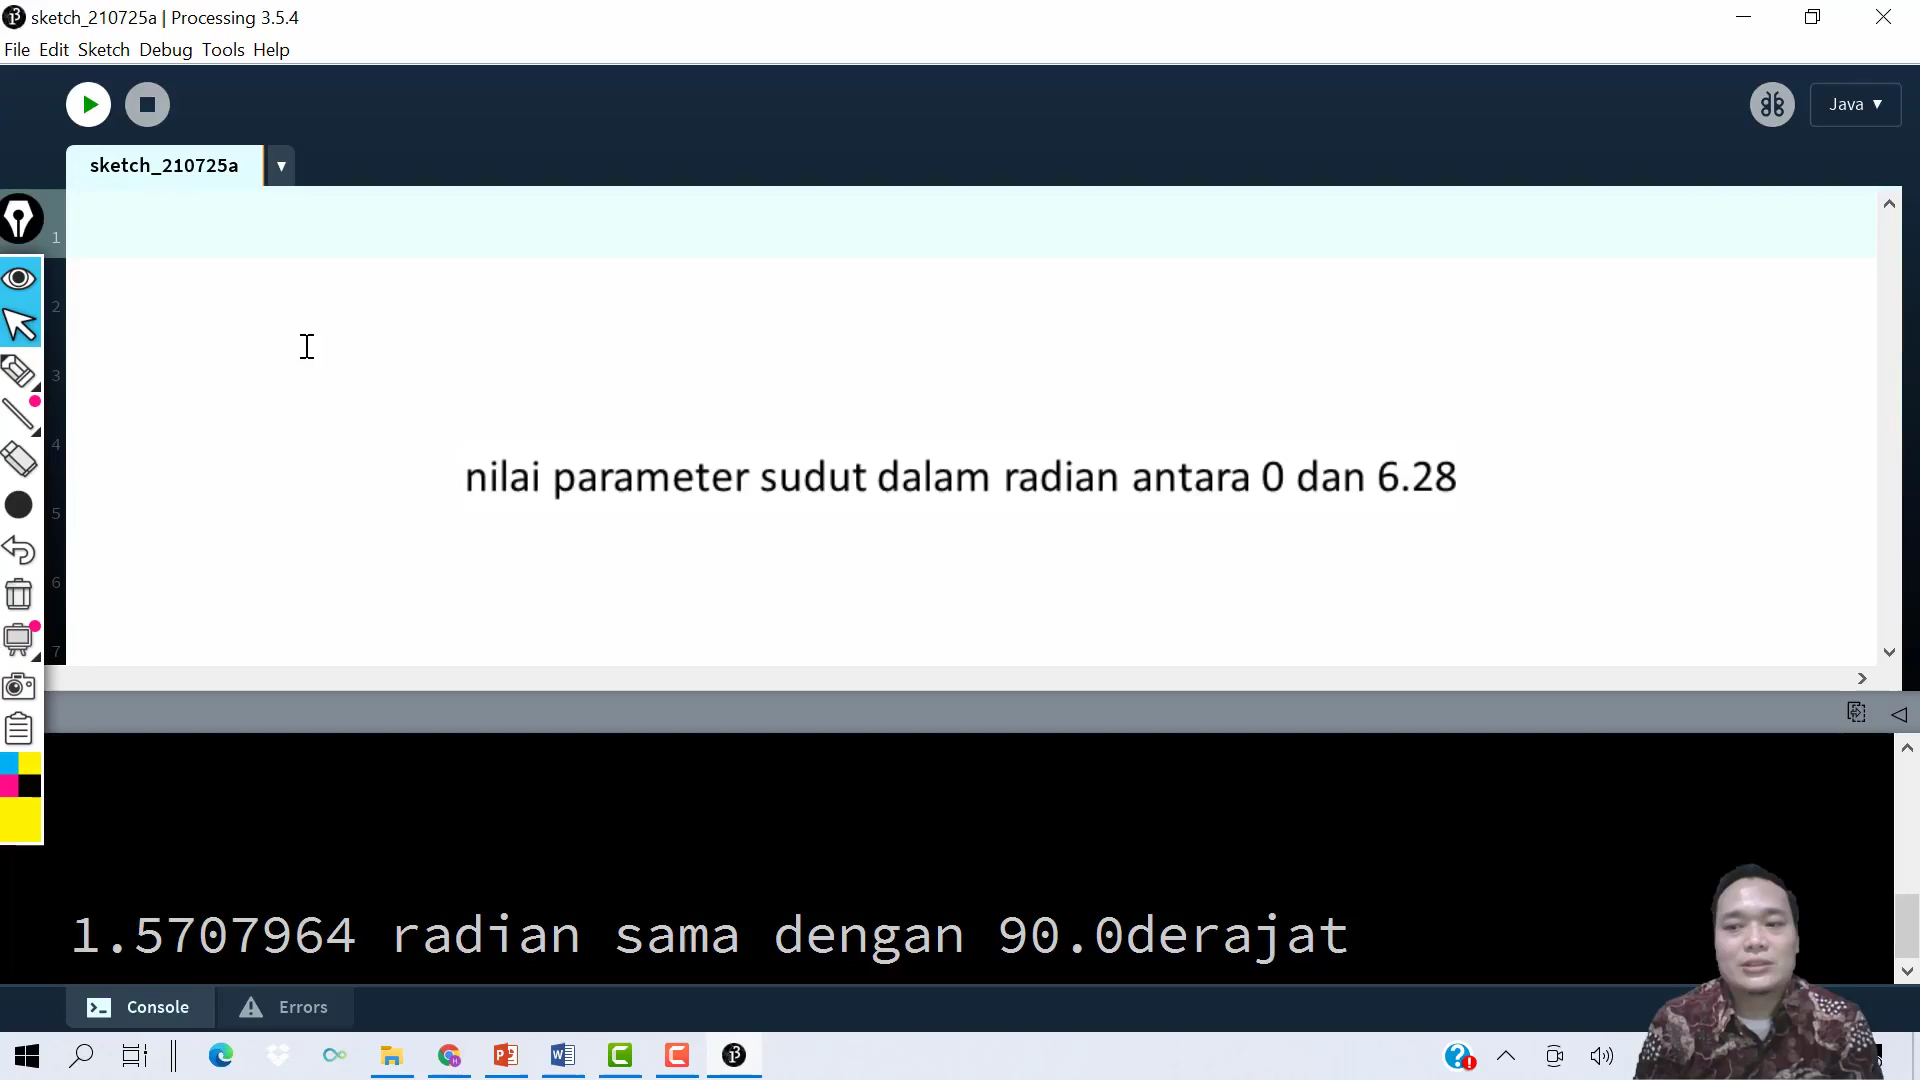 sketch_210725a | Processing 3.5.4
File Edit Sketch Debug Tools Help
Java ▼
sketch_210725a ▼
1
2
3
4
5
6
7
nilai parameter sudut dalam radian antara 0 dan 6.28
1.5707964 radian sama dengan 90.0derajat
Console
Errors